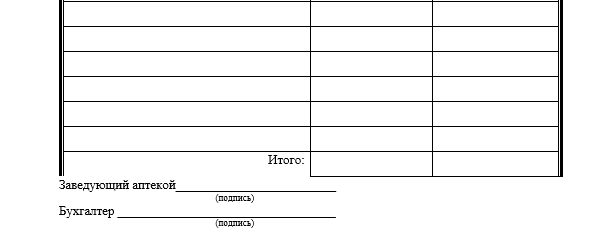 Итого:
Заведующий аптекой
(подпись)
Бухгалтер
(подпись)